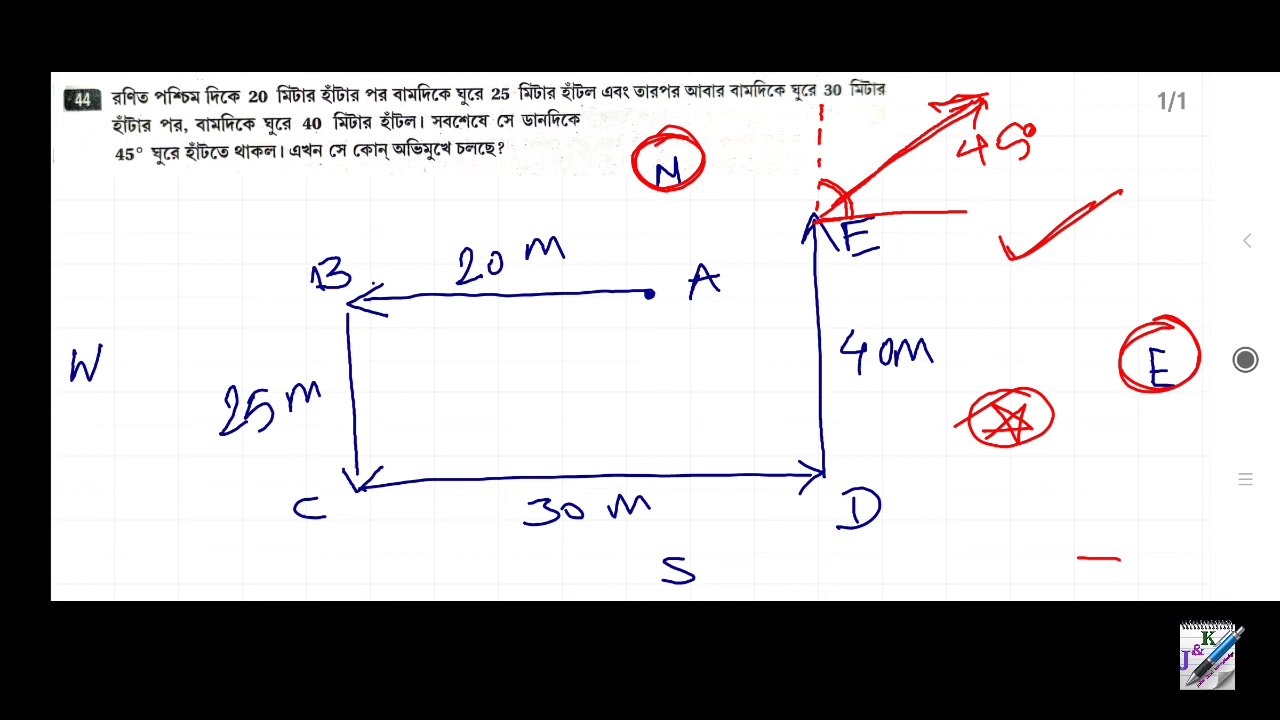 44 রণিত পশ্চিম দিকে 20 মিটার হাঁটার পর বামদিকে ঘুরে 25 মিটার হাঁটল এবং তারপর আবার বামদিকে ঘুরে 30 মিটার
হাঁটার পর, বামদিকে ঘুরে 40 মিটার হাঁটল। সবশেষে সে ডানদিকে
45° ঘুরে হাঁটতে থাকল। এখন সে কোন্ অভিমুখে চলছে?
1/1
N
45°
E
B
20 m
A
W
25 m
40m
E
C
30 m
D
S
J&K